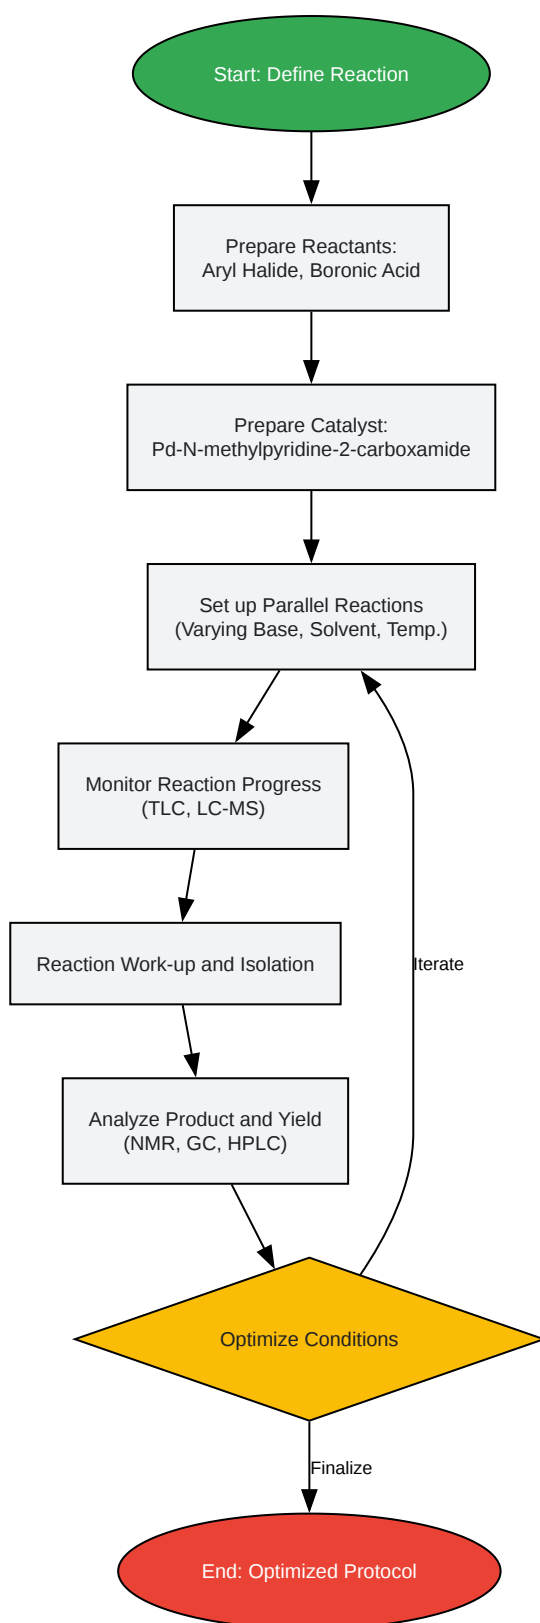 Start: Define Reaction
Prepare Reactants:
Aryl Halide, Boronic Acid
Prepare Catalyst:
Pd-N-methylpyridine-2-carboxamide
Set up Parallel Reactions
(Varying Base, Solvent, Temp.)
Monitor Reaction Progress
(TLC, LC-MS)
Reaction Work-up and Isolation
Iterate
Analyze Product and Yield
(NMR, GC, HPLC)
Optimize Conditions
Finalize
End: Optimized Protocol